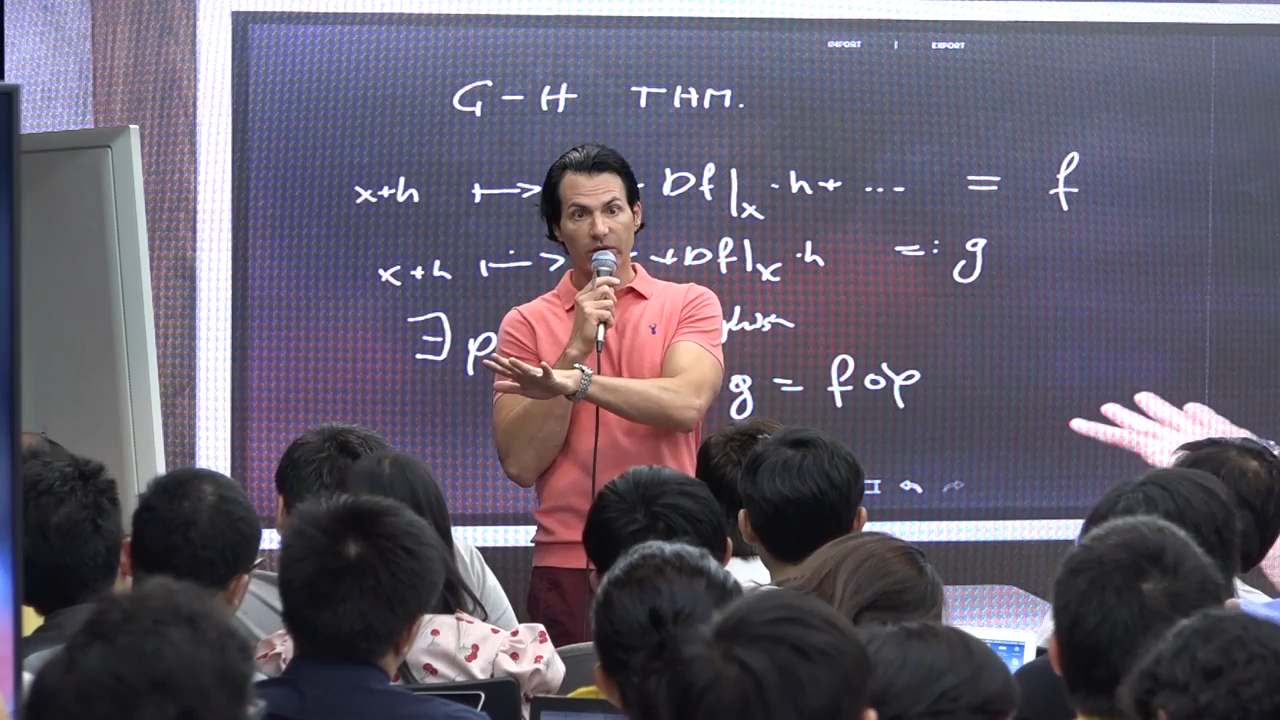 IMPORT | EXPORT
G-H THM.
x+h ↦ Df|x · h + ... = f
x+h ↦ + Df|x · h =: g
∃
g = f∘φ